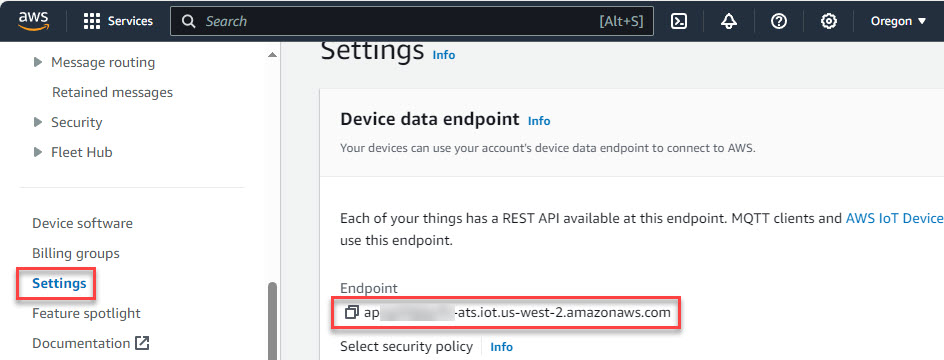 aws
Services
Search
[Alt+S]
Oregon
Message routing
Retained messages
Security
Fleet Hub
Device software
Billing groups
Settings
Feature spotlight
Documentation
Settings Info
Device data endpoint Info
Your devices can use your account's device data endpoint to connect to AWS.
Each of your things has a REST API available at this endpoint. MQTT clients and AWS IoT Device
use this endpoint.
Endpoint
ap -ats.iot.us-west-2.amazonaws.com
Select security policy Info